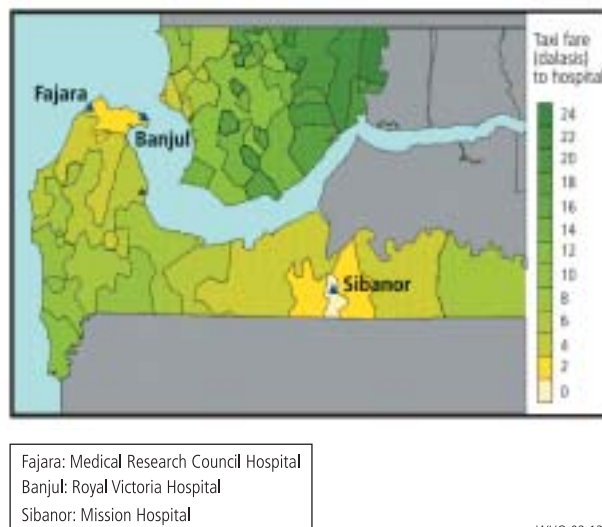 Taxi fare
(dalasis)
to hospital
Fajara
Banjul
Sibanor
24
22
20
18
16
14
12
10
8
6
4
2
0
Fajara: Medical Research Council Hospital
Banjul: Royal Victoria Hospital
Sibanor: Mission Hospital
WHO